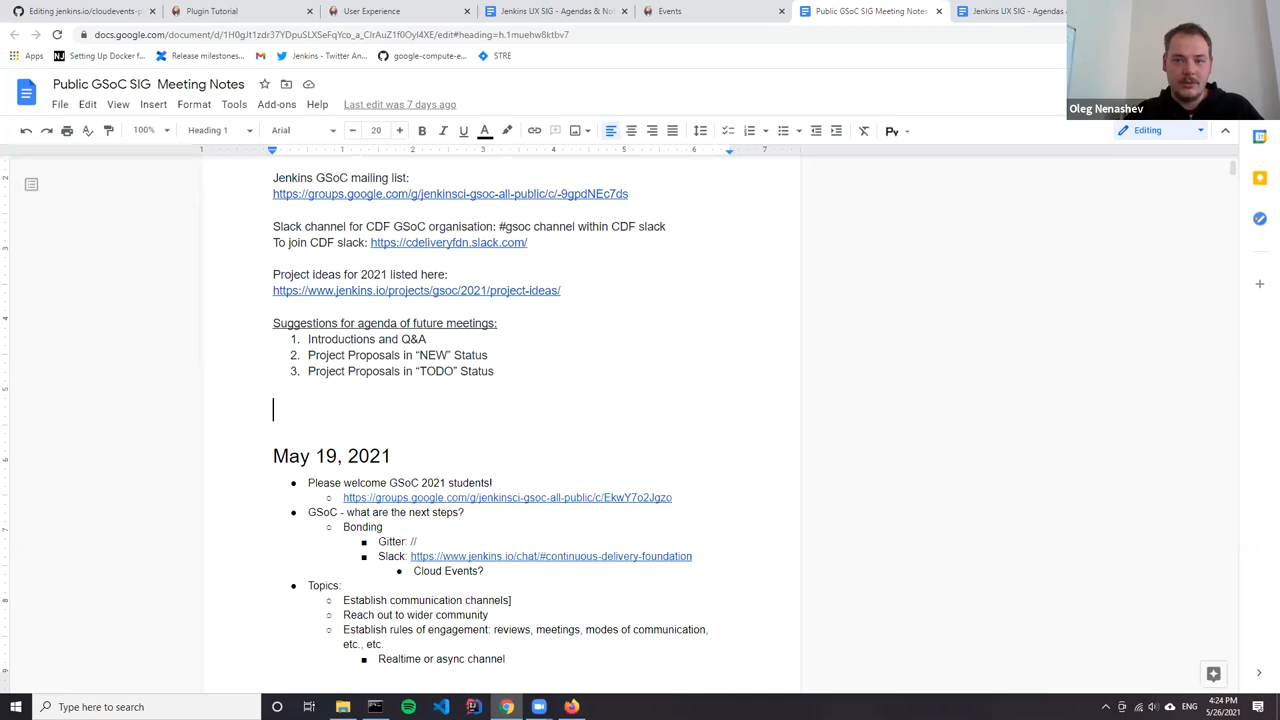 Editing jenkins.io/cloudevents-p
Plugin Tutorial
User Experience
Jenkins UX SIG - Agendas & No
Events
Public GSoC SIG Meeting Notes
Jenkins UX SIG - Agendas
docs.google.com/document/d/
Apps
Setting Up Docker f...
Release milestones...
Jenkins - Twitter An...
google-compute-e...
STRE
Public GSoC SIG Meeting Notes
File Edit View Insert Format Tools Add-ons Help Last edit was 7 days ago
100% Heading 1 Arial 20 Editing
Oleg Nenashev
Jenkins GSoC mailing list:
https://groups.google.com/g/jenkinsci-gsoc-all-public/c/-9gpdNEc7ds
Slack channel for CDF GSoC organisation: #gsoc channel within CDF slack
To join CDF slack: https://cdeliveryfdn.slack.com/
Project ideas for 2021 listed here:
https://www.jenkins.io/projects/gsoc/2021/project-ideas/
Suggestions for agenda of future meetings:
1. Introductions and Q&A
2. Project Proposals in “NEW” Status
3. Project Proposals in “TODO” Status
May 19, 2021
● Please welcome GSoC 2021 students!
○ https://groups.google.com/g/jenkinsci-gsoc-all-public/c/EkwY7o2Jgzo
● GSoC - what are the next steps?
○ Bonding
■ Gitter: //
■ Slack: https://www.jenkins.io/chat/#continuous-delivery-foundation
● Cloud Events?
● Topics:
○ Establish communication channels]
○ Reach out to wider community
○ Establish rules of engagement: reviews, meetings, modes of communication,
etc., etc.
■ Realtime or async channel
Type here to search
ENG
4:24 PM
5/26/2021